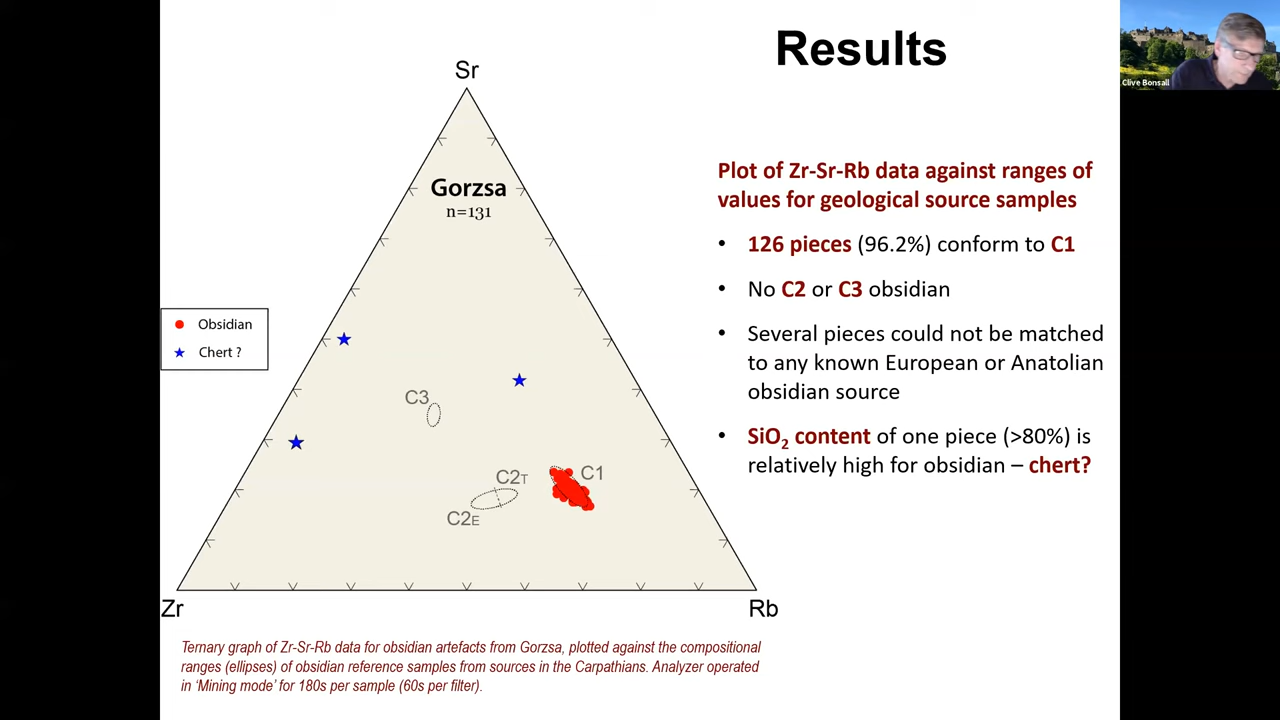 Results
Clive Bonsall
Sr
Gorzsa
n=131
Obsidian
Chert ?
C3
C2T
C1
C2E
Zr
Rb
Plot of Zr-Sr-Rb data against ranges of
values for geological source samples
• 126 pieces (96.2%) conform to C1
• No C2 or C3 obsidian
• Several pieces could not be matched
to any known European or Anatolian
obsidian source
• SiO₂ content of one piece (>80%) is
relatively high for obsidian – chert?
Ternary graph of Zr-Sr-Rb data for obsidian artefacts from Gorzsa, plotted against the compositional
ranges (ellipses) of obsidian reference samples from sources in the Carpathians. Analyzer operated
in ‘Mining mode’ for 180s per sample (60s per filter).